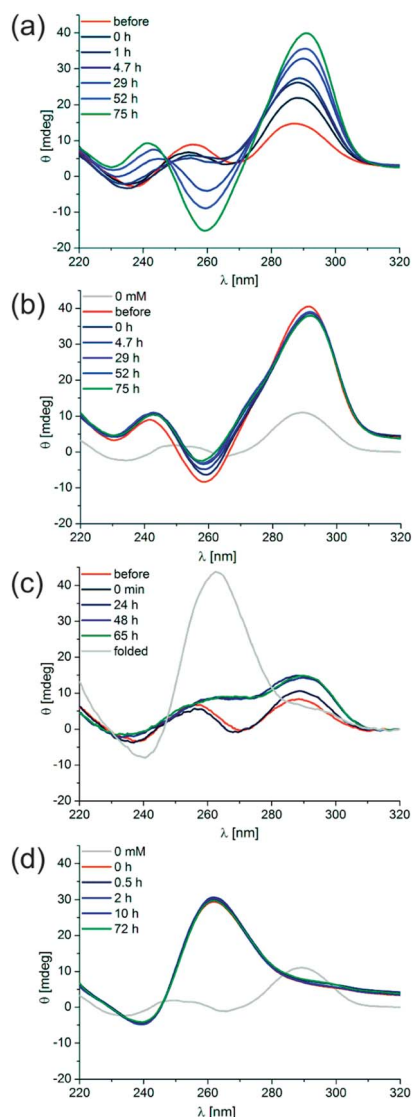 (a)
before
0 h
1 h
4.7 h
29 h
52 h
75 h
θ [mdeg]
40
30
20
10
0
-10
-20
220 240 260 280 300 320
λ [nm]
(b)
0 mM
before
0 h
4.7 h
29 h
52 h
75 h
θ [mdeg]
40
30
20
10
0
-10
-20
220 240 260 280 300 320
λ [nm]
(c)
before
0 min
24 h
48 h
65 h
folded
θ [mdeg]
40
30
20
10
0
-10
-20
220 240 260 280 300 320
λ [nm]
(d)
0 mM
0 h
0.5 h
2 h
10 h
72 h
θ [mdeg]
40
30
20
10
0
-10
-20
220 240 260 280 300 320
λ [nm]